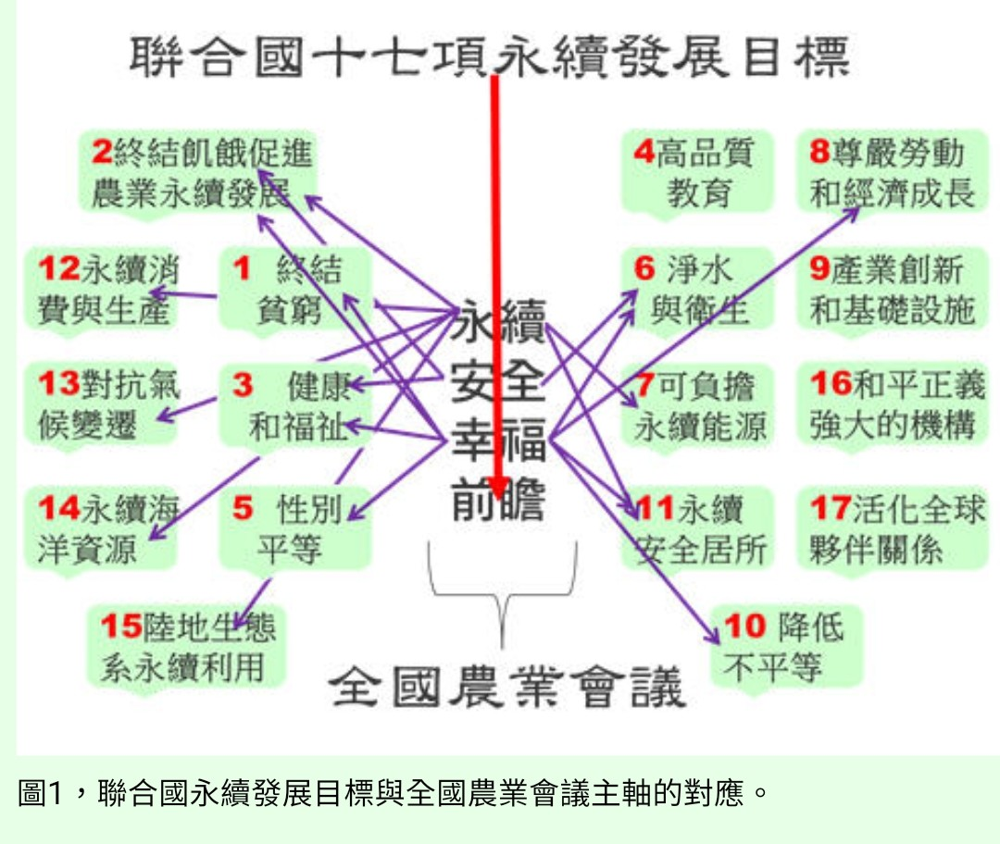 聯合國十七項永續發展目標
2終結飢餓促進
農業永續發展
4高品質
教育
8尊嚴勞動
和經濟成長
12永續消
費與生產
1 終結
貧窮
6 淨水
與衛生
9產業創新
和基礎設施
永續
安全
幸福
前瞻
13對抗氣
候變遷
3 健康
和福祉
7可負擔
永續能源
16和平正義
強大的機構
14永續海
洋資源
5 性別
平等
11永續
安全居所
17活化全球
夥伴關係
15陸地生態
系永續利用
10 降低
不平等
全國農業會議
圖1，聯合國永續發展目標與全國農業會議主軸的對應。